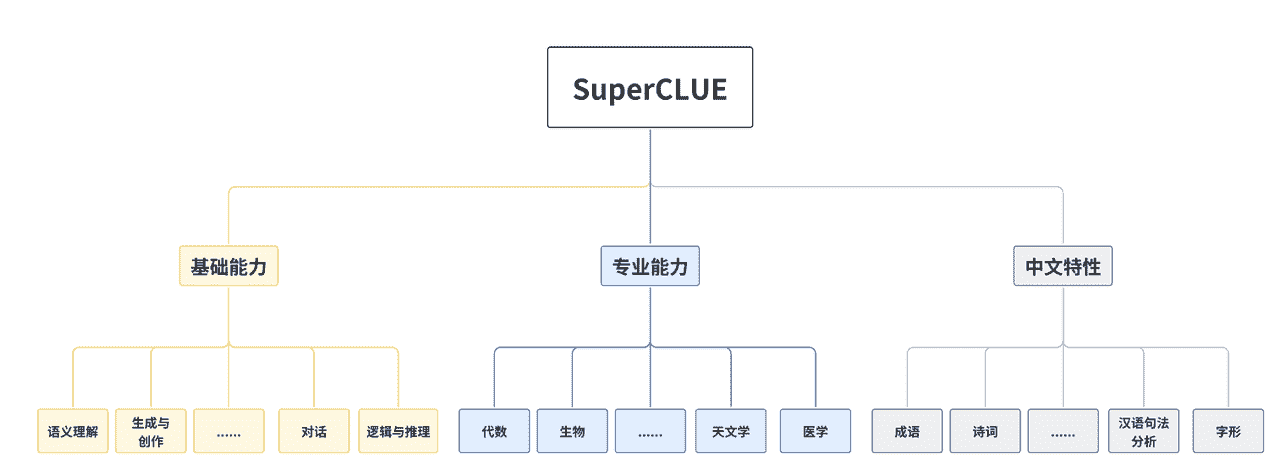 SuperCLUE
基础能力
专业能力
中文特性
语义理解
生成与
创作
......
对话
逻辑与推理
代数
生物
......
天文学
医学
成语
诗词
......
汉语句法
分析
字形